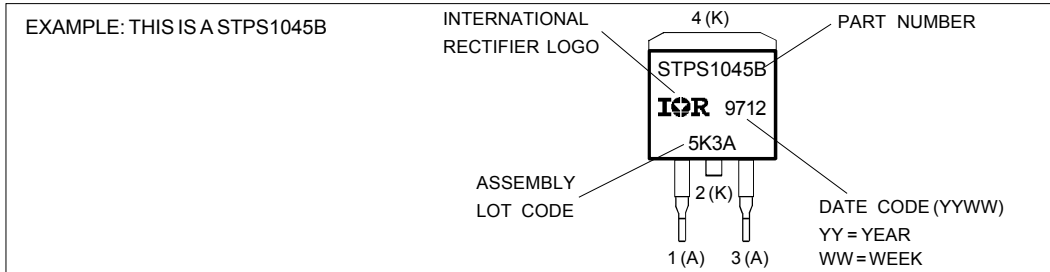 EXAMPLE: THIS IS A STPS1045B
INTERNATIONAL
RECTIFIER LOGO
4 (K)
PART NUMBER
STPS1045B
IOR 9712
5K3A
ASSEMBLY
LOT CODE
2 (K)
DATE CODE (YYWW)
YY = YEAR
WW = WEEK
1 (A) 3 (A)